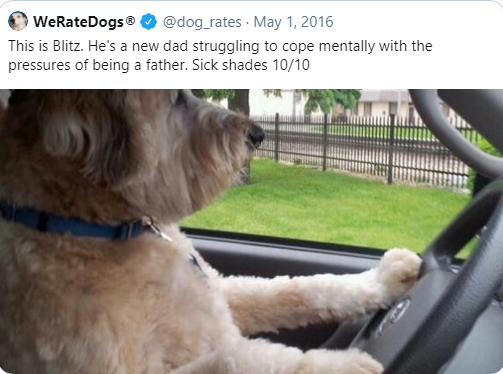 WeRateDogs® @dog_rates · May 1, 2016
This is Blitz. He's a new dad struggling to cope mentally with the
pressures of being a father. Sick shades 10/10